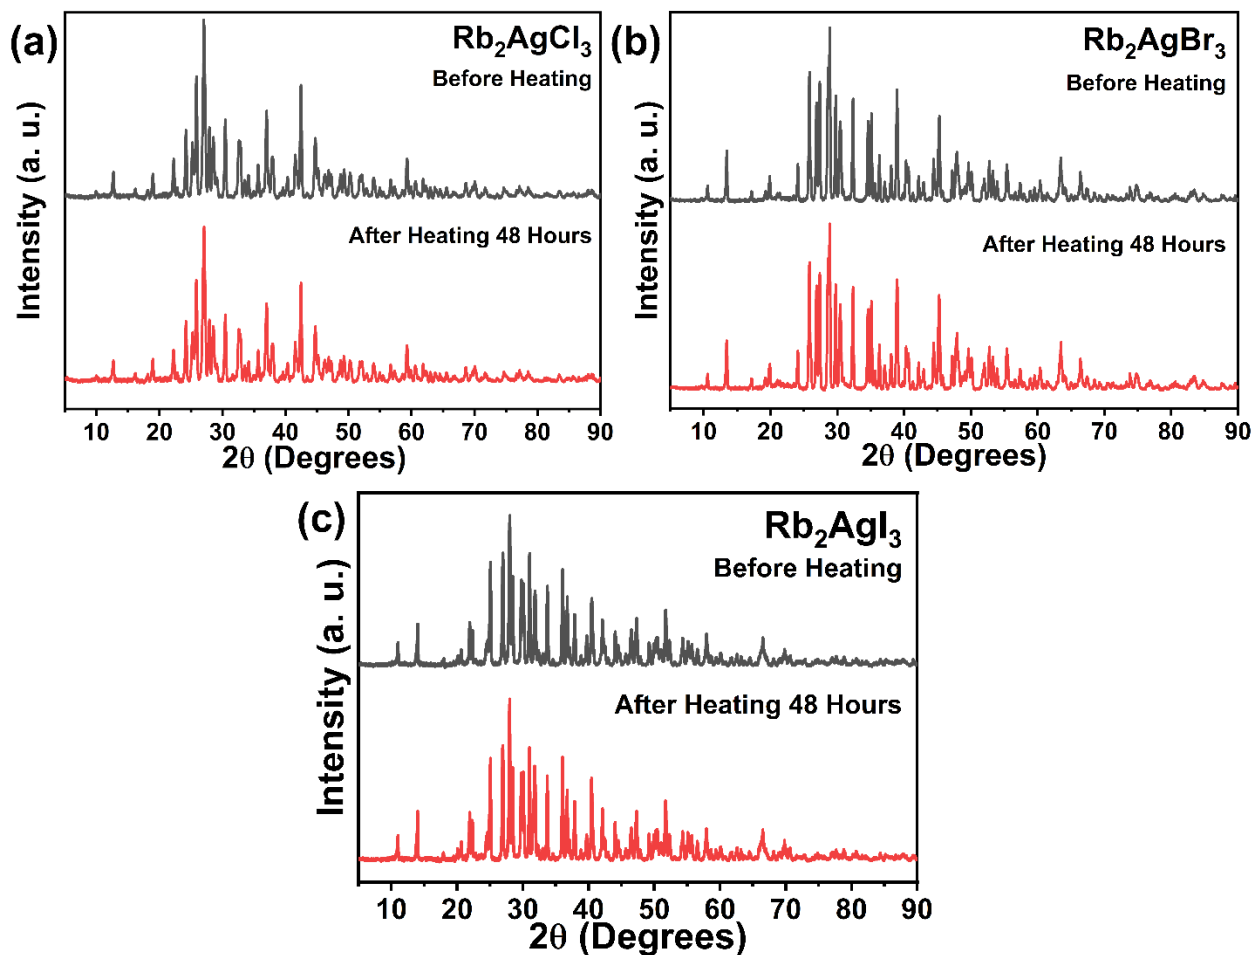 (a)
Rb₂AgCl₃
Before Heating
After Heating 48 Hours
Intensity (a. u.)
10 20 30 40 50 60 70 80 90
2θ (Degrees)
(b)
Rb₂AgBr₃
Before Heating
After Heating 48 Hours
Intensity (a. u.)
10 20 30 40 50 60 70 80 90
2θ (Degrees)
(c)
Rb₂AgI₃
Before Heating
After Heating 48 Hours
Intensity (a. u.)
10 20 30 40 50 60 70 80 90
2θ (Degrees)